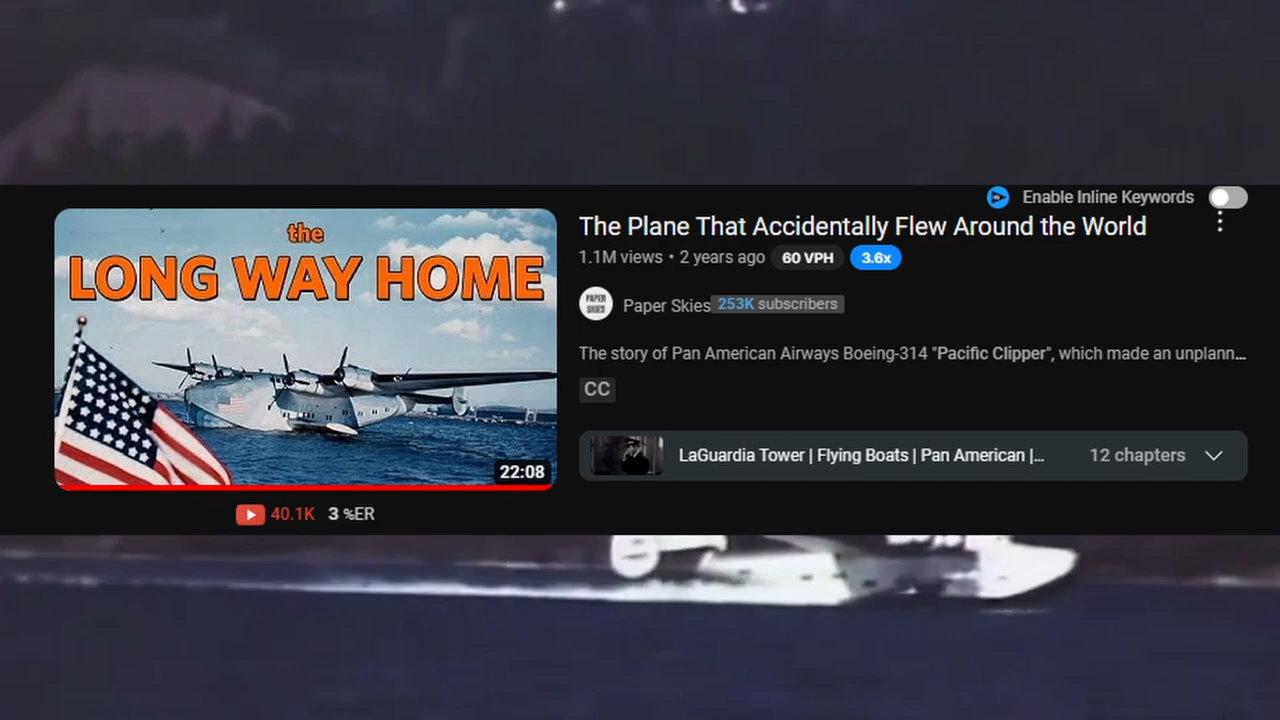 Enable Inline Keywords
the
LONG WAY HOME
22:08
40.1K 3 %ER
The Plane That Accidentally Flew Around the World
1.1M views • 2 years ago 60 VPH 3.6x
PAPER SKIES
Paper Skies 253K subscribers
The story of Pan American Airways Boeing-314 "Pacific Clipper", which made an unplann...
CC
LaGuardia Tower | Flying Boats | Pan American |... 12 chapters